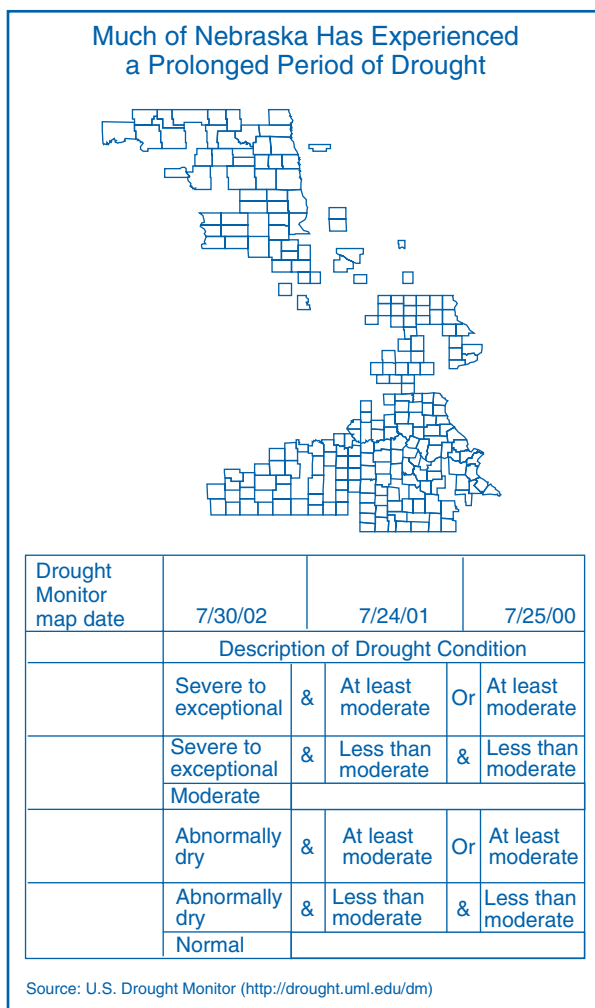 Much of Nebraska Has Experienced
a Prolonged Period of Drought
Drought
Monitor
map date 7/30/02 7/24/01 7/25/00
Description of Drought Condition
Severe to & At least Or At least
exceptional moderate moderate
Severe to & Less than & Less than
exceptional moderate moderate
Moderate
Abnormally & At least Or At least
dry moderate moderate
Abnormally & Less than & Less than
dry moderate moderate
Normal
Source: U.S. Drought Monitor (http://drought.uml.edu/dm)